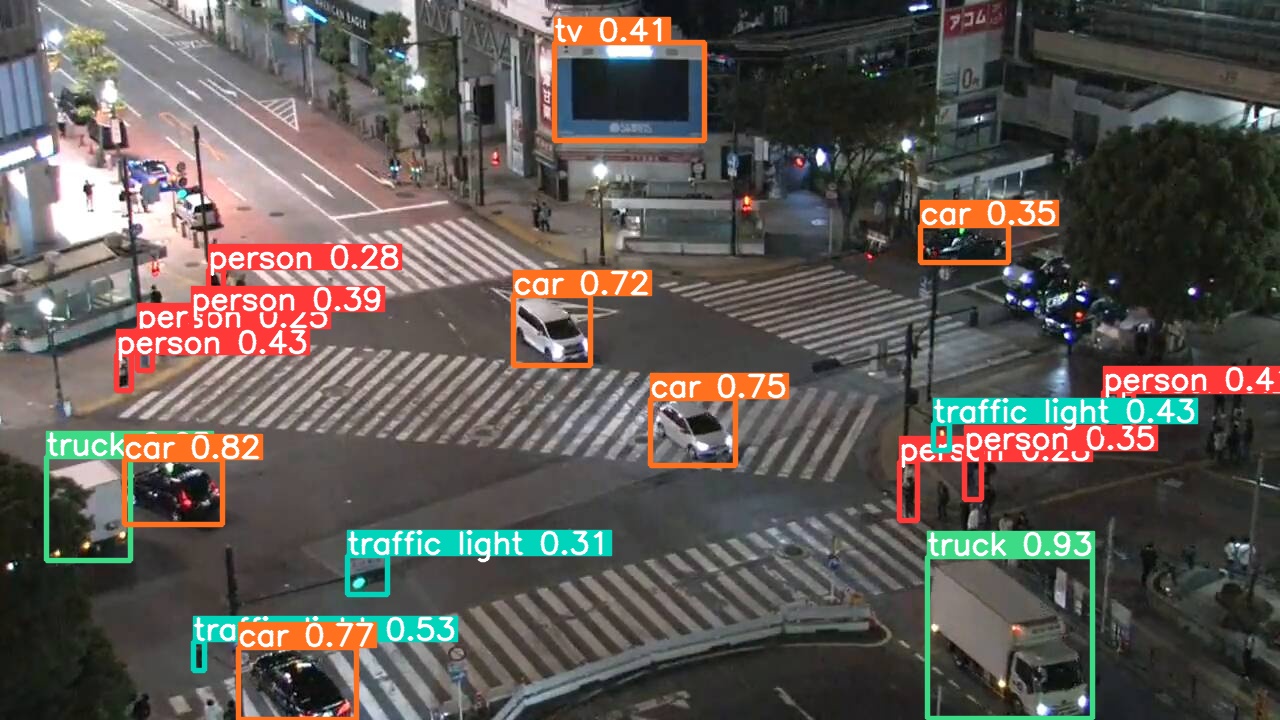 AMERICAN EAGLE
tv 0.41
アコム
car 0.35
person 0.28
car 0.72
person 0.39
person 0.25
person 0.43
car 0.75
person 0.4
traffic light 0.43
person 0.35
truck
car 0.82
traffic light 0.31
truck 0.93
0.53
car 0.77